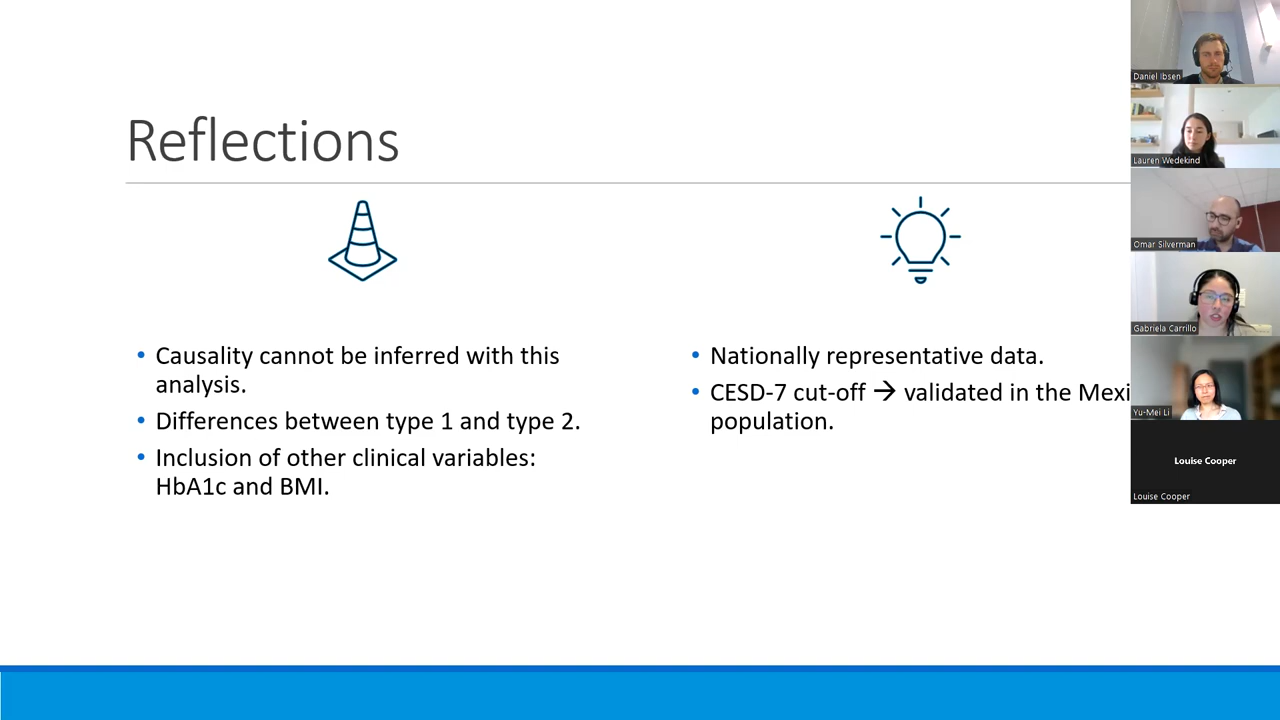 Reflections
• Causality cannot be inferred with this
analysis.
• Differences between type 1 and type 2.
• Inclusion of other clinical variables:
HbA1c and BMI.
• Nationally representative data.
• CESD-7 cut-off → validated in the Mexi
population.
Daniel Ibsen
Lauren Wedekind
Omar Silverman
Gabriela Carrillo
Yu-Mei Li
Louise Cooper
Louise Cooper